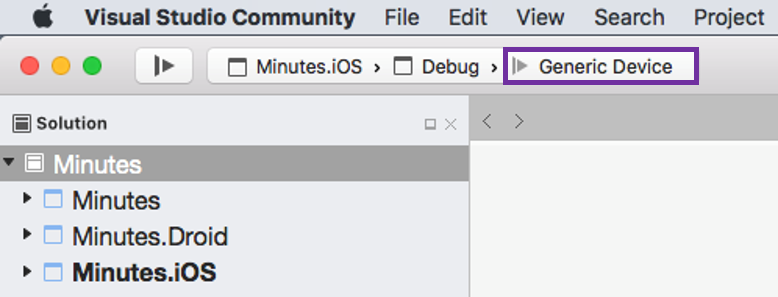 Visual Studio Community File Edit View Search Project
Minutes.iOS › Debug › Generic Device
Solution
Minutes
Minutes
Minutes.Droid
Minutes.iOS